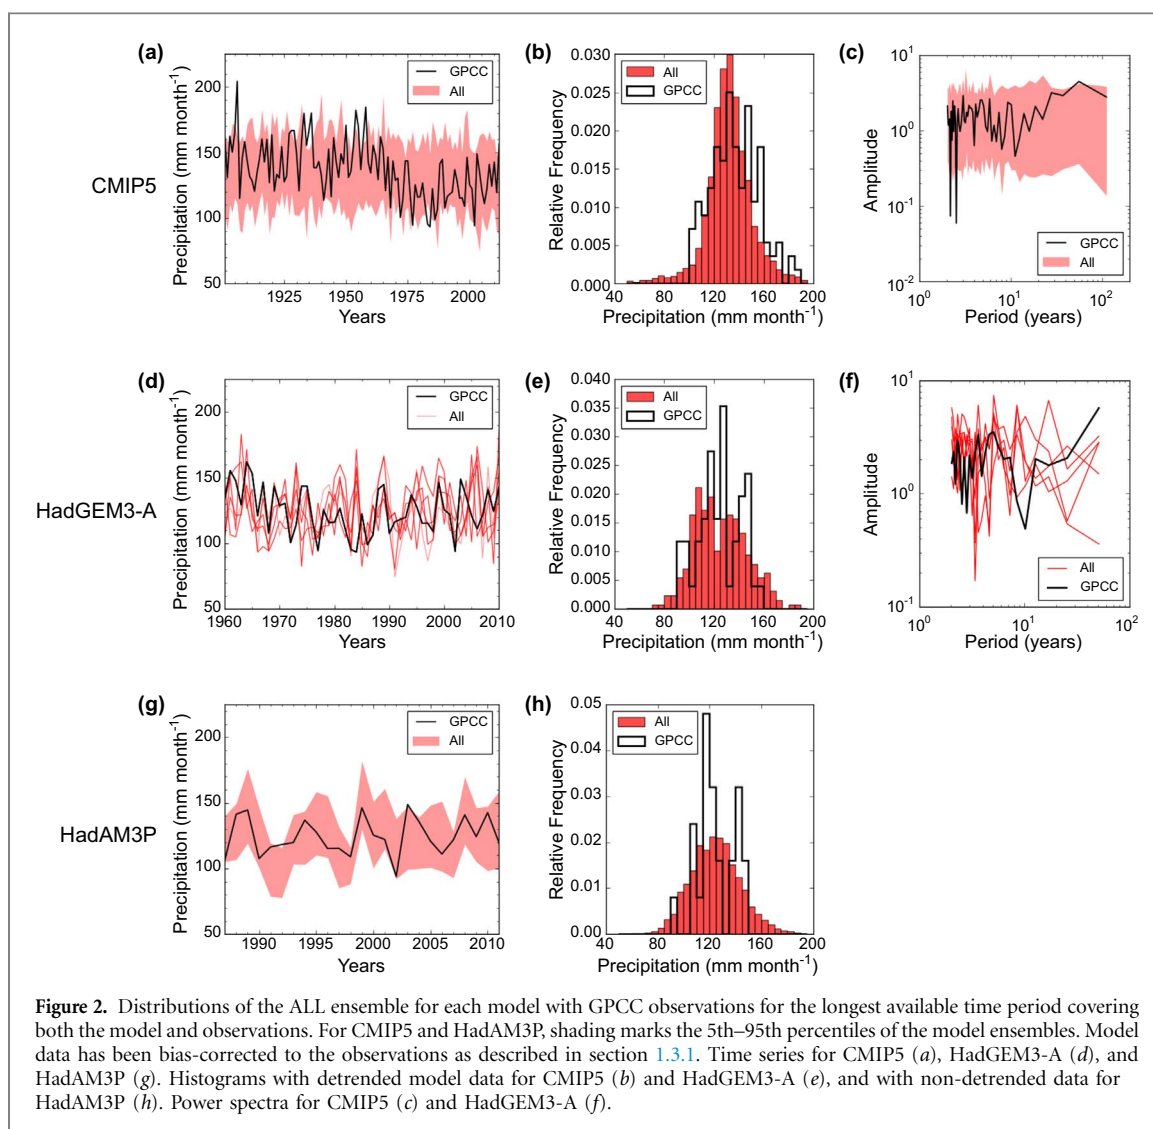 (a)
(b)
(c)
Precipitation (mm month⁻¹)
200
150
100
50
GPCC
All
1925
1950
1975
2000
Years
CMIP5
Relative Frequency
0.030
0.025
0.020
0.015
0.010
0.005
0.000
All
GPCC
40
80
120
160
200
Precipitation (mm month⁻¹)
Amplitude
10¹
10⁰
10⁻¹
10⁻²
GPCC
All
10⁰
10¹
10²
Period (years)
(d)
(e)
(f)
HadGEM3-A
Precipitation (mm month⁻¹)
200
150
100
50
GPCC
All
1960
1970
1980
1990
2000
2010
Years
Relative Frequency
0.040
0.035
0.030
0.025
0.020
0.015
0.010
0.005
0.000
All
GPCC
40
80
120
160
200
Precipitation (mm month⁻¹)
Amplitude
10¹
10⁰
10⁻¹
All
GPCC
10⁰
10¹
10²
Period (years)
(g)
(h)
HadAM3P
Precipitation (mm month⁻¹)
200
150
100
50
GPCC
All
1990
1995
2000
2005
2010
Years
Relative Frequency
0.05
0.04
0.03
0.02
0.01
0.00
All
GPCC
40
80
120
160
200
Precipitation (mm month⁻¹)
Figure 2. Distributions of the ALL ensemble for each model with GPCC observations for the longest available time period covering
both the model and observations. For CMIP5 and HadAM3P, shading marks the 5th–95th percentiles of the model ensembles. Model
data has been bias-corrected to the observations as described in section 1.3.1. Time series for CMIP5 (a), HadGEM3-A (d), and
HadAM3P (g). Histograms with detrended model data for CMIP5 (b) and HadGEM3-A (e), and with non-detrended data for
HadAM3P (h). Power spectra for CMIP5 (c) and HadGEM3-A (f).